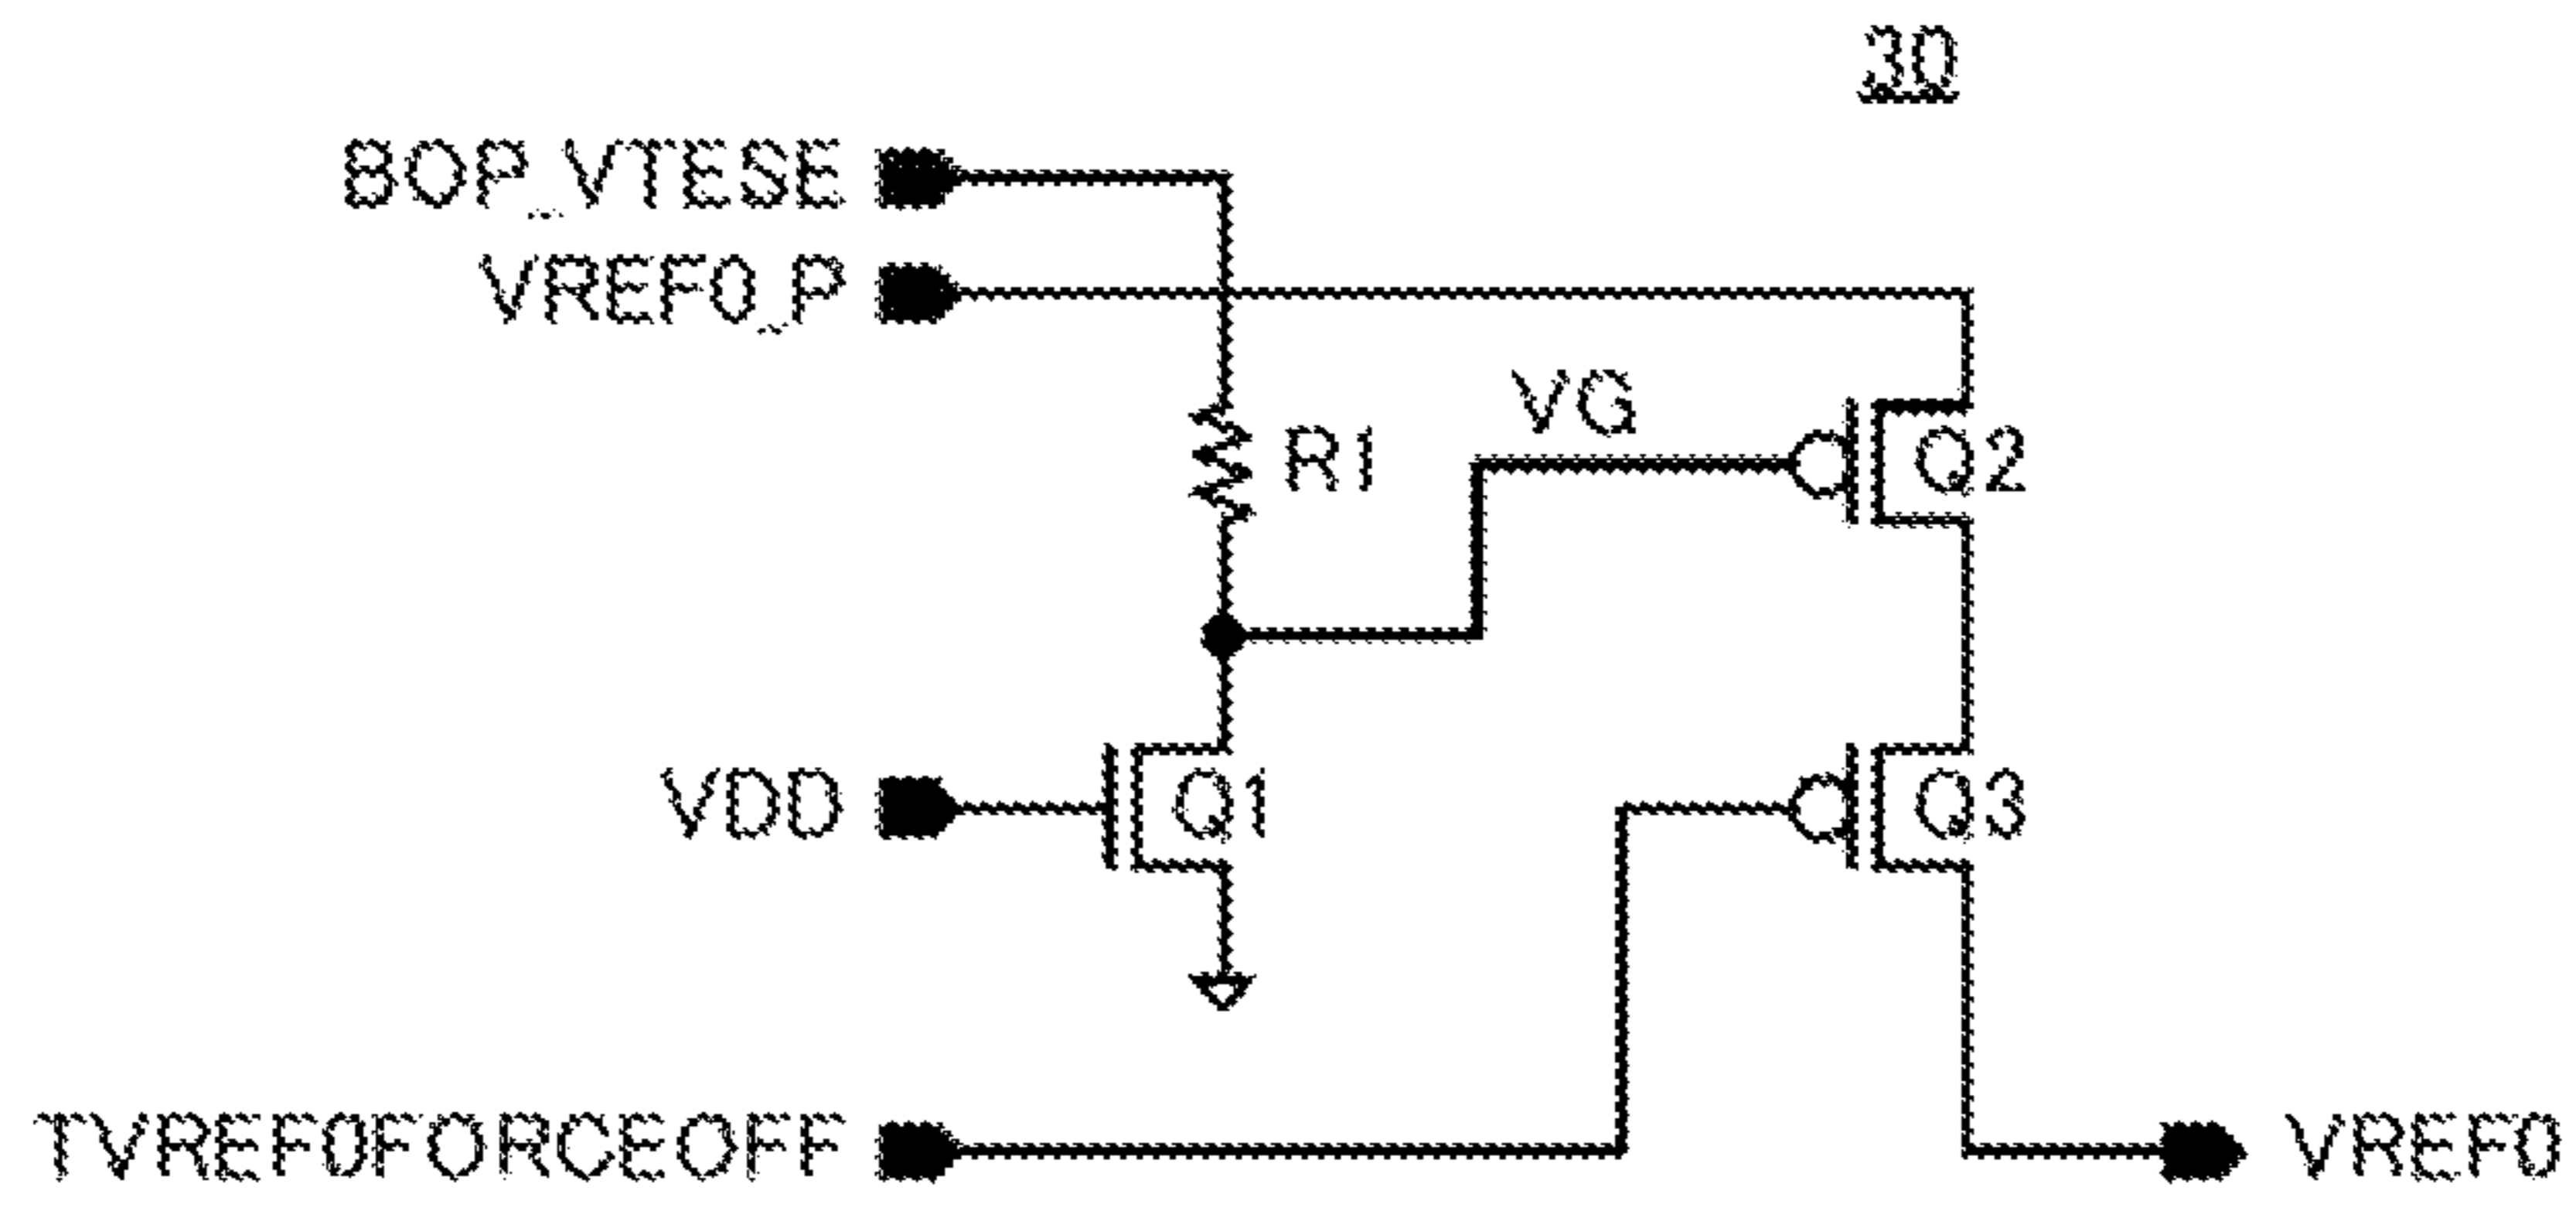 30
BOP_VTESE
VREF0_P
VG
R1
Q2
VDD
Q1
Q3
TVREF0FORCEOFF
VREF0